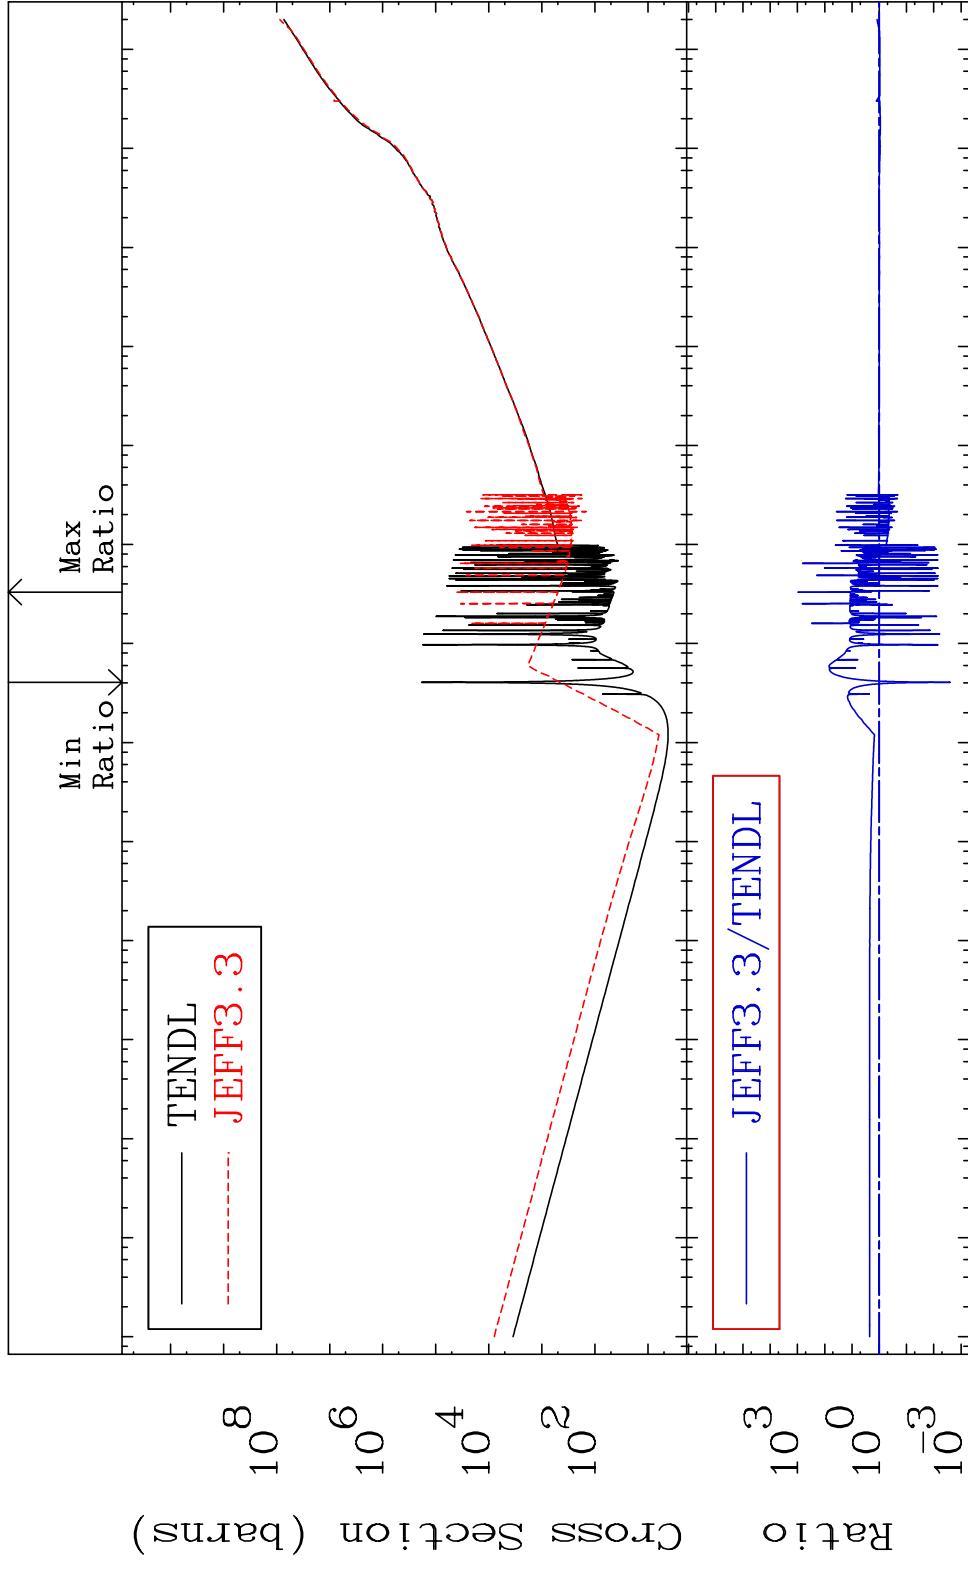 Min
Ratio
Max
Ratio
TENDL
JEFF3.3
10^8
10^6
10^4
10^2
Cross Section (barns)
JEFF3.3/TENDL
10^3
10^0
10^-3
Ratio